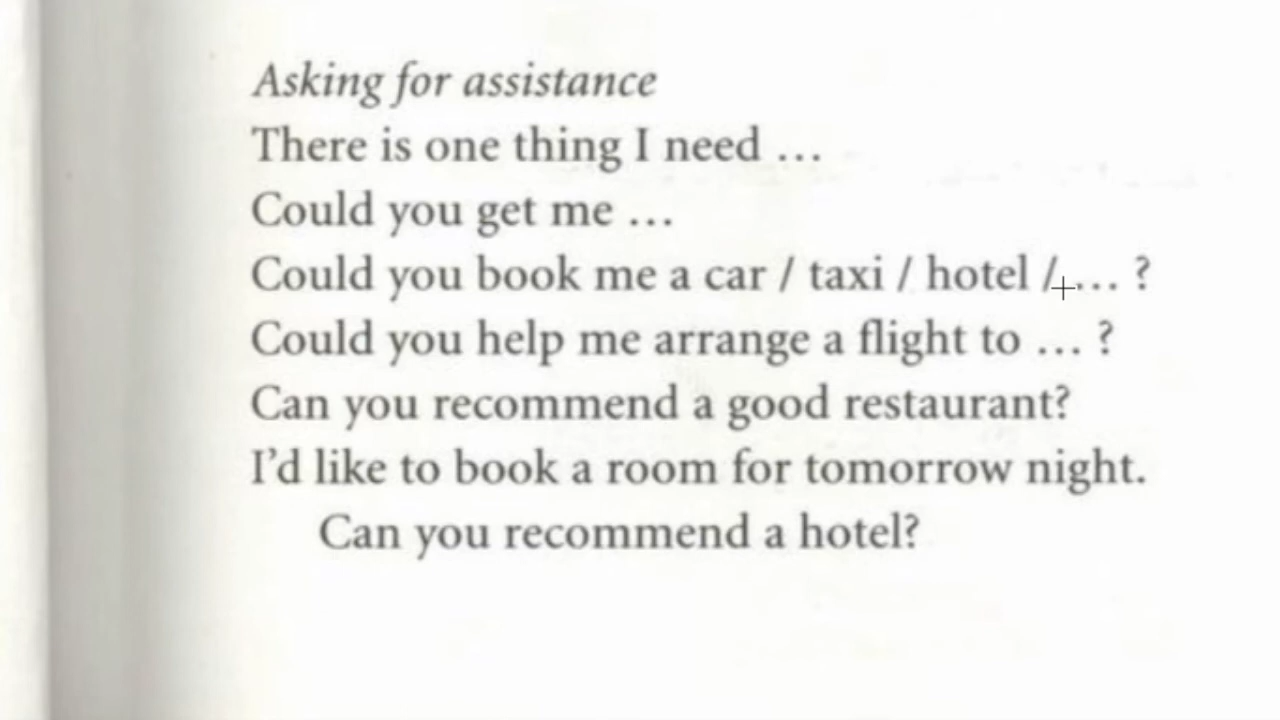 Asking for assistance
There is one thing I need …
Could you get me …
Could you book me a car / taxi / hotel / … ?
Could you help me arrange a flight to … ?
Can you recommend a good restaurant?
I’d like to book a room for tomorrow night.
Can you recommend a hotel?